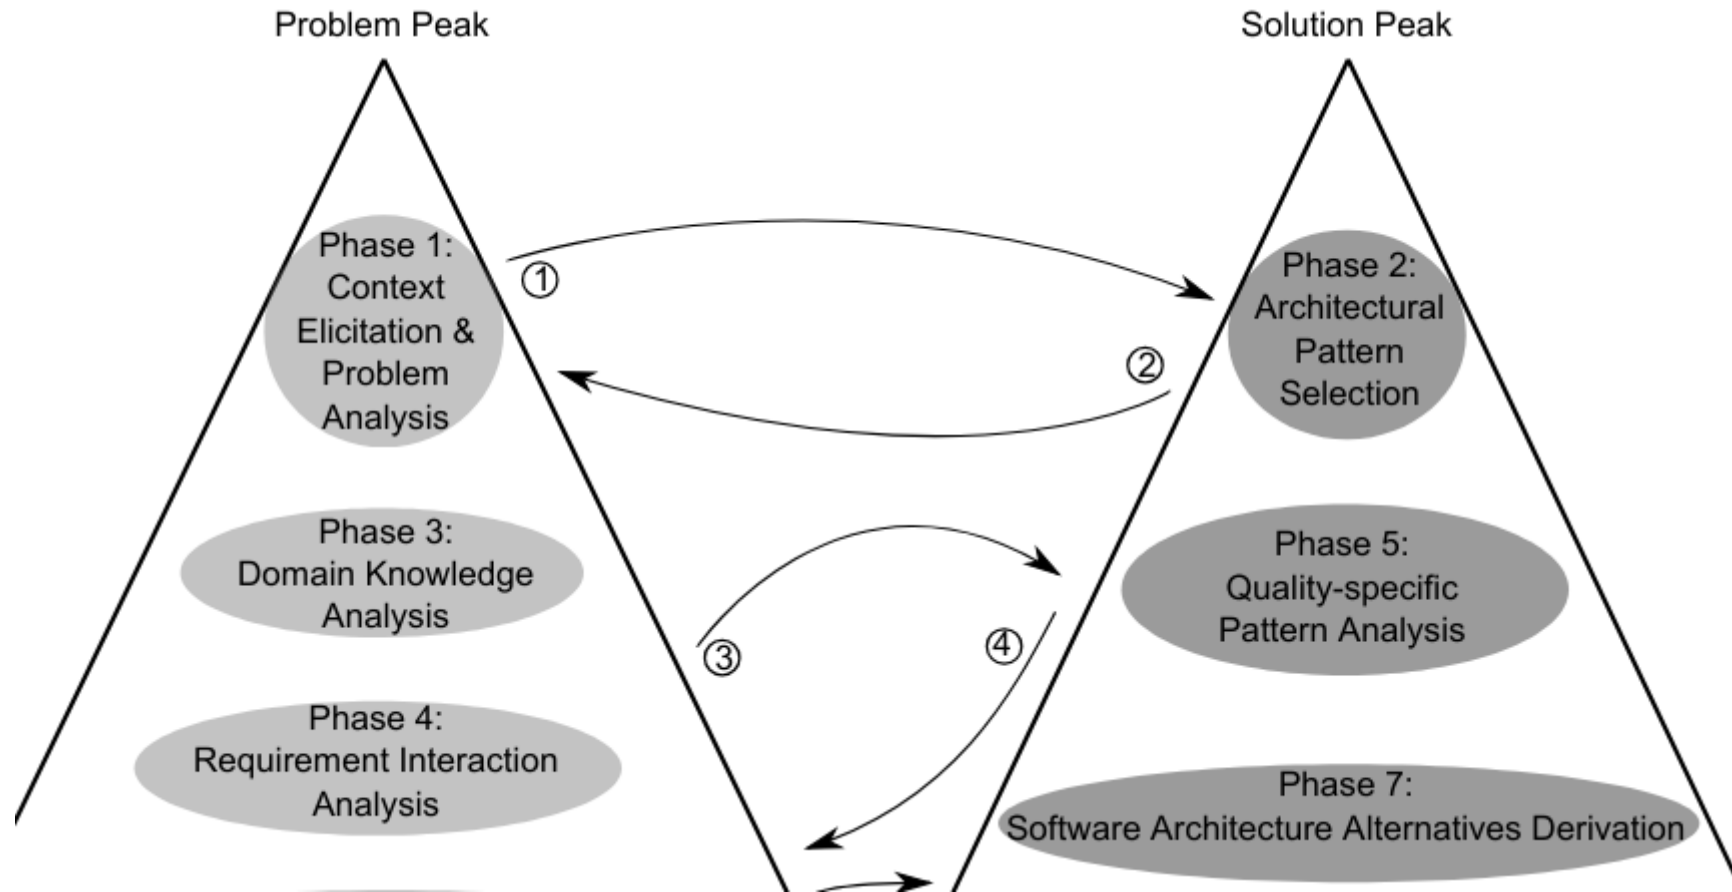 Problem Peak
Solution Peak
Phase 1:
Context
Elicitation &
Problem
Analysis
1
Phase 2:
Architectural
Pattern
Selection
2
Phase 3:
Domain Knowledge
Analysis
3
4
Phase 5:
Quality-specific
Pattern Analysis
Phase 4:
Requirement Interaction
Analysis
Phase 7:
Software Architecture Alternatives Derivation